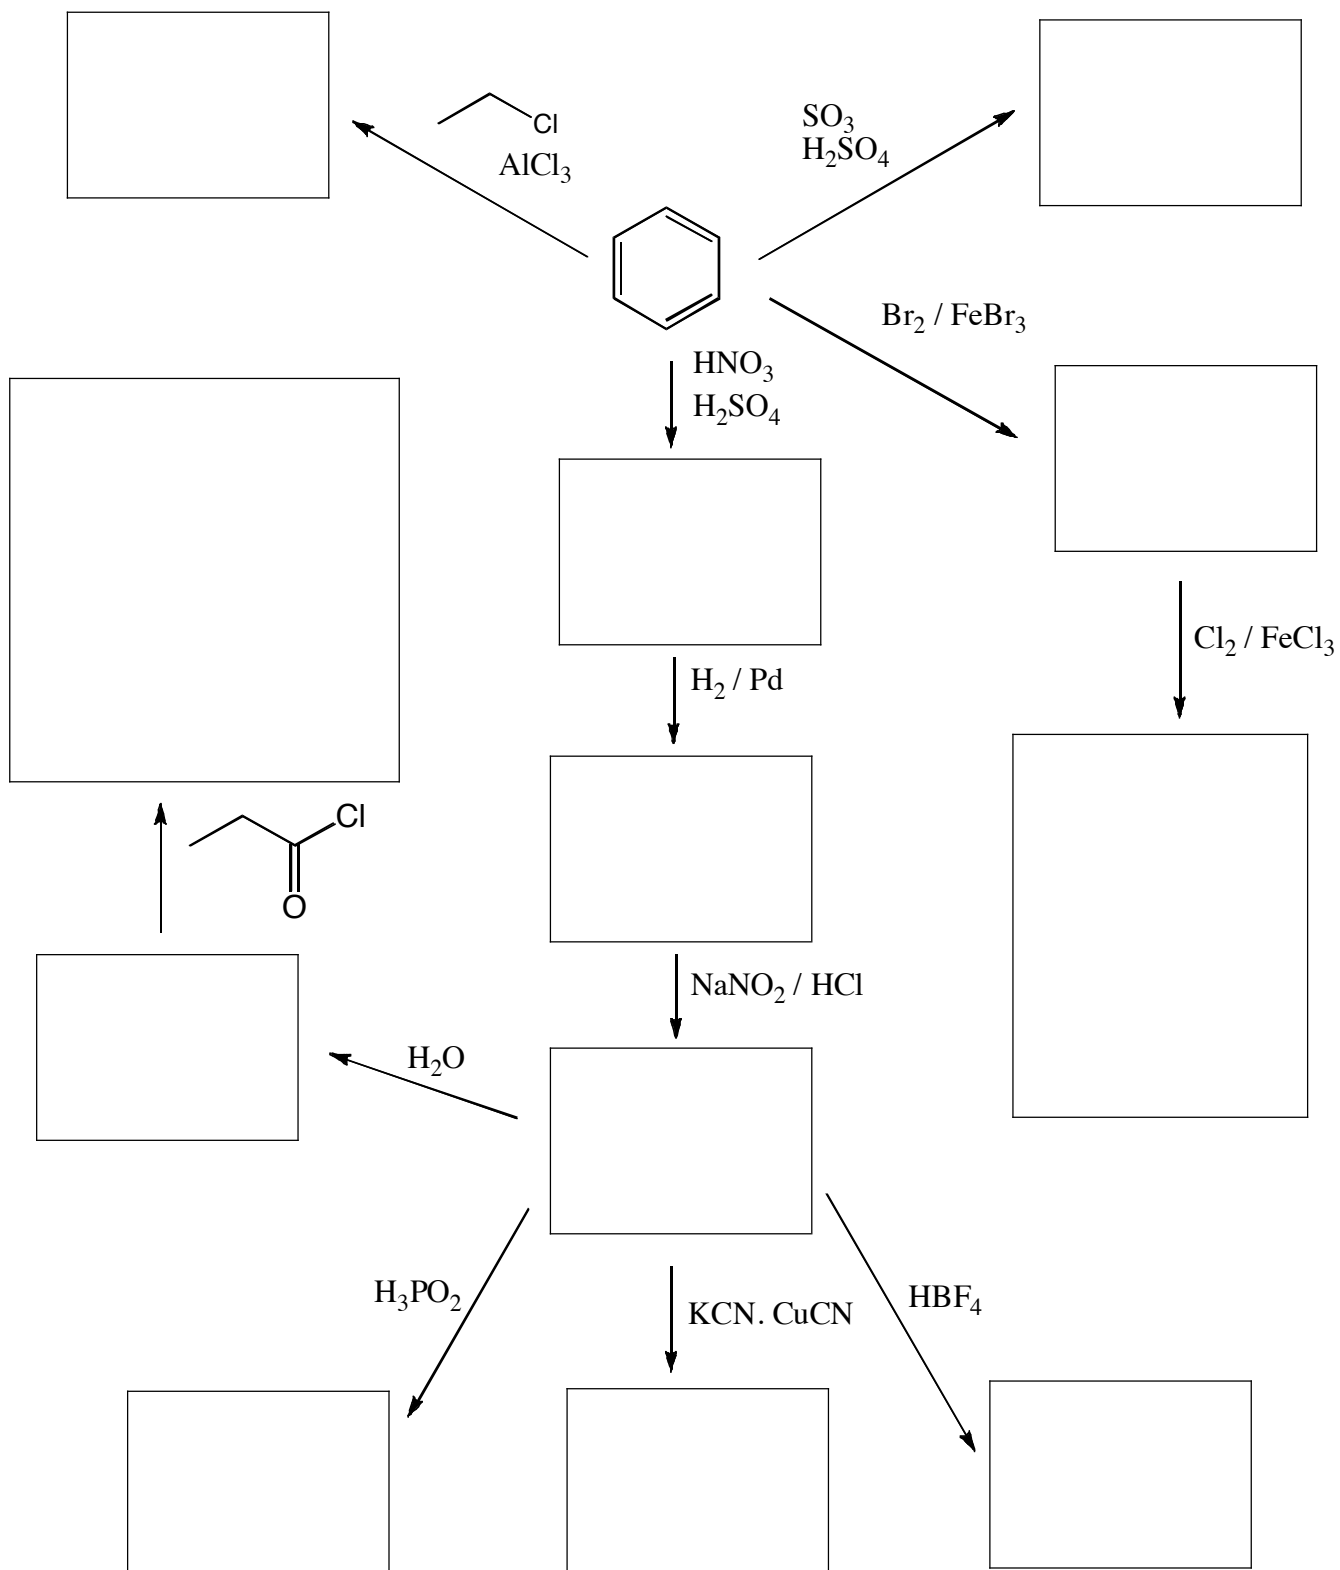 Cl
AlCl₃
SO₃
H₂SO₄
Br₂ / FeBr₃
HNO₃
H₂SO₄
Cl₂ / FeCl₃
H₂ / Pd
Cl
O
NaNO₂ / HCl
H₂O
H₃PO₂
KCN. CuCN
HBF₄